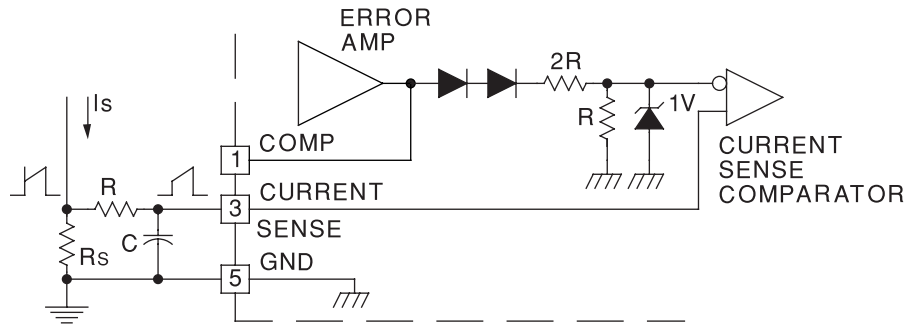 ERROR
AMP
2R
Is
R
1V
1
COMP
CURRENT
SENSE
COMPARATOR
R
3
CURRENT
SENSE
C
Rs
5
GND